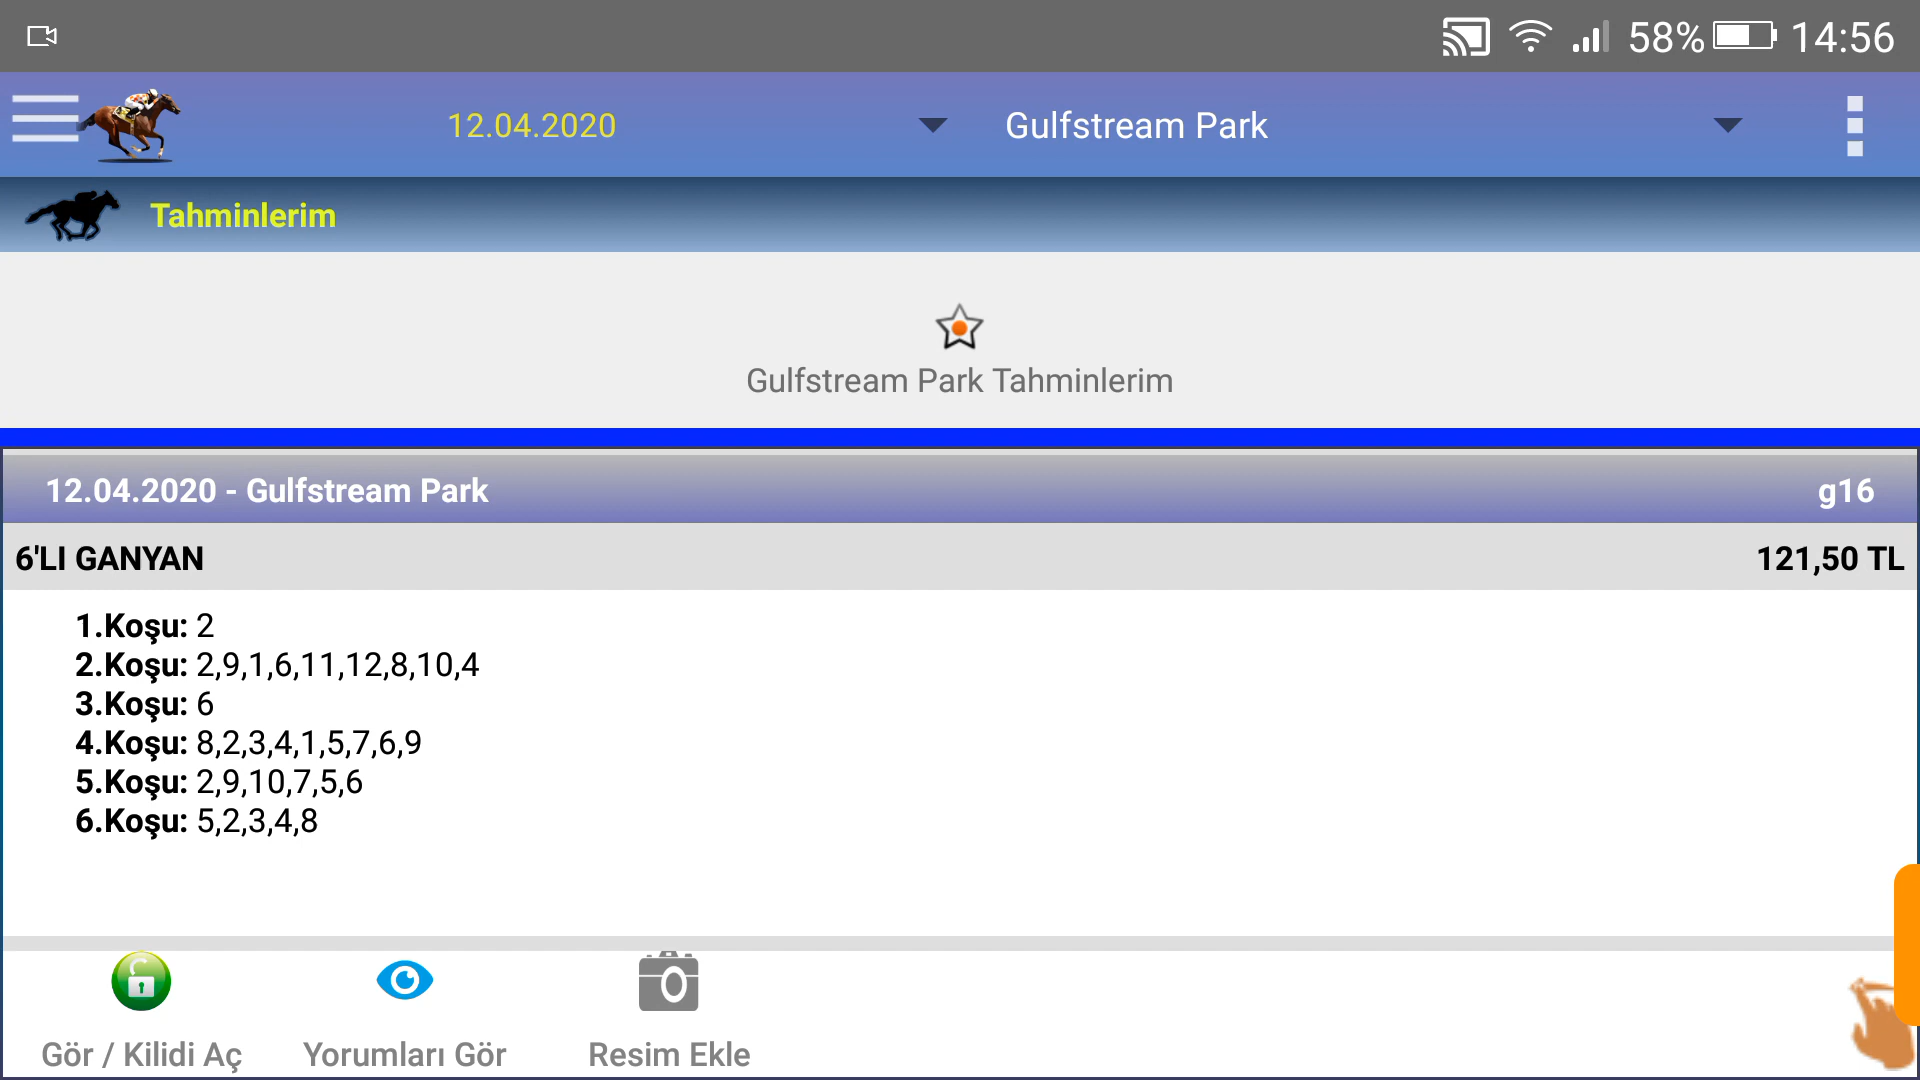 58% 14:56
12.04.2020 Gulfstream Park
Tahminlerim
Gulfstream Park Tahminlerim
12.04.2020 - Gulfstream Park g16
6'LI GANYAN 121,50 TL
1.Koşu: 2
2.Koşu: 2,9,1,6,11,12,8,10,4
3.Koşu: 6
4.Koşu: 8,2,3,4,1,5,7,6,9
5.Koşu: 2,9,10,7,5,6
6.Koşu: 5,2,3,4,8
Gör / Kilidi Aç Yorumları Gör Resim Ekle